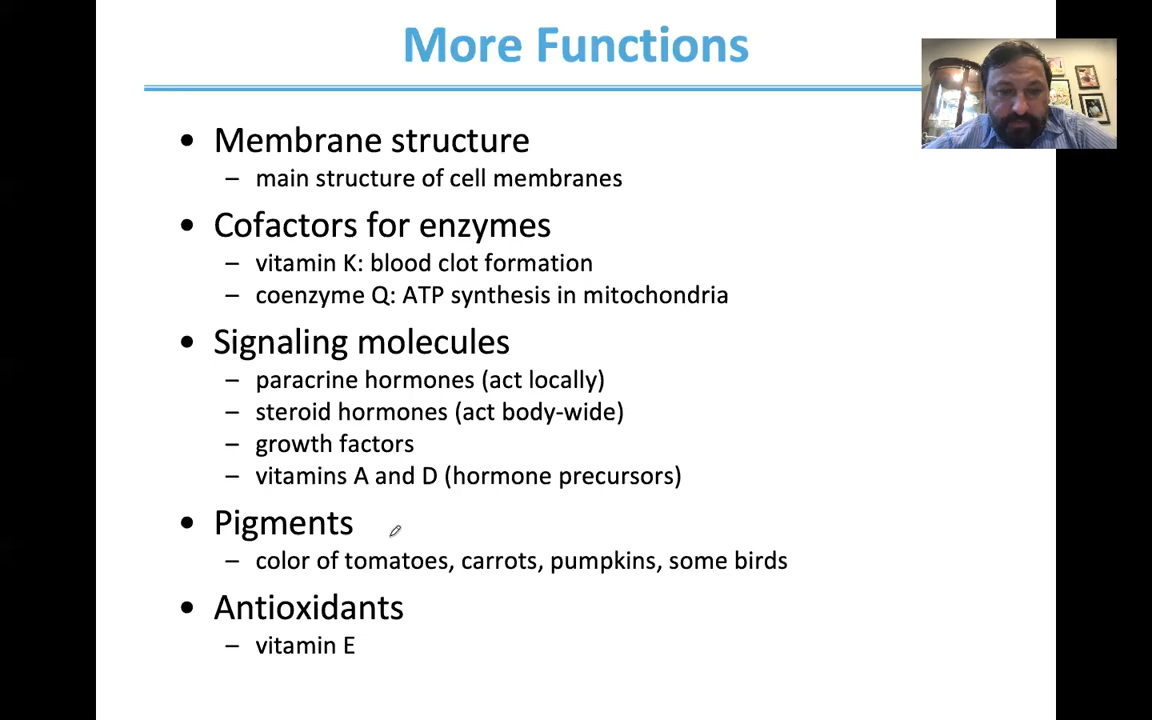 More Functions
• Membrane structure
– main structure of cell membranes
• Cofactors for enzymes
– vitamin K: blood clot formation
– coenzyme Q: ATP synthesis in mitochondria
• Signaling molecules
– paracrine hormones (act locally)
– steroid hormones (act body-wide)
– growth factors
– vitamins A and D (hormone precursors)
• Pigments
– color of tomatoes, carrots, pumpkins, some birds
• Antioxidants
– vitamin E